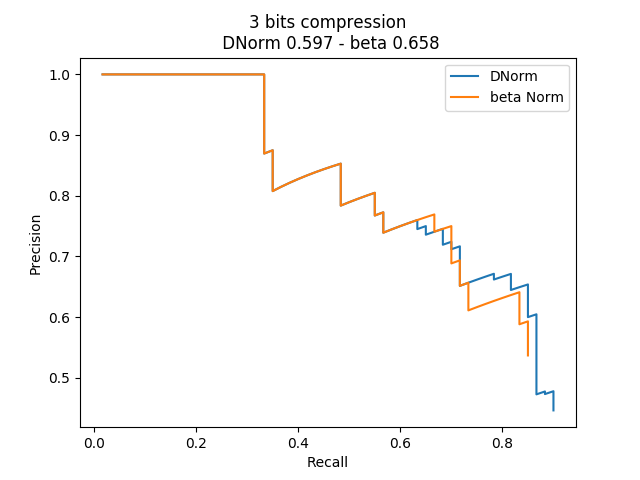 3 bits compression
DNorm 0.597 - beta 0.658
DNorm
beta Norm
1.0
0.9
0.8
0.7
0.6
0.5
Precision
0.0 0.2 0.4 0.6 0.8
Recall